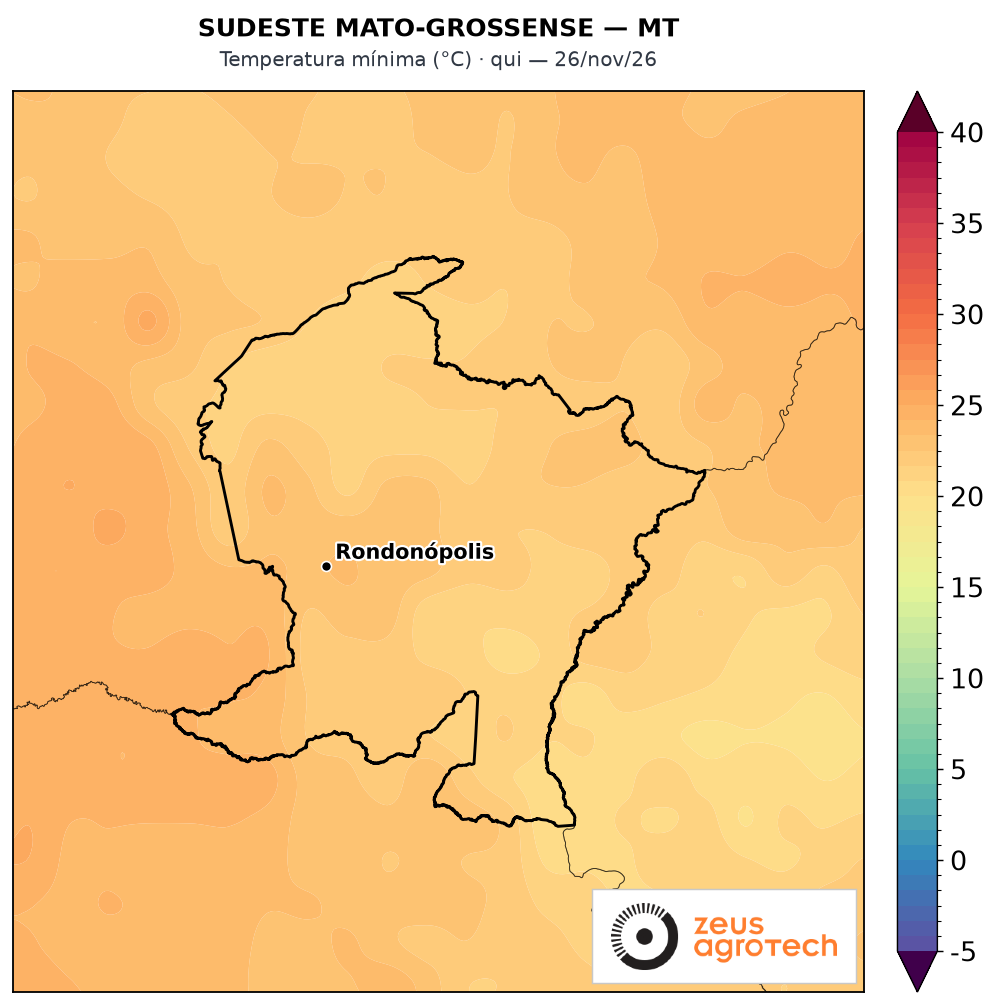 SUDESTE MATO-GROSSENSE — MT
Temperatura mínima (°C) · qui — 26/nov/26
40
35
30
25
20
15
10
5
0
-5
Rondonópolis
zeus
agrotech